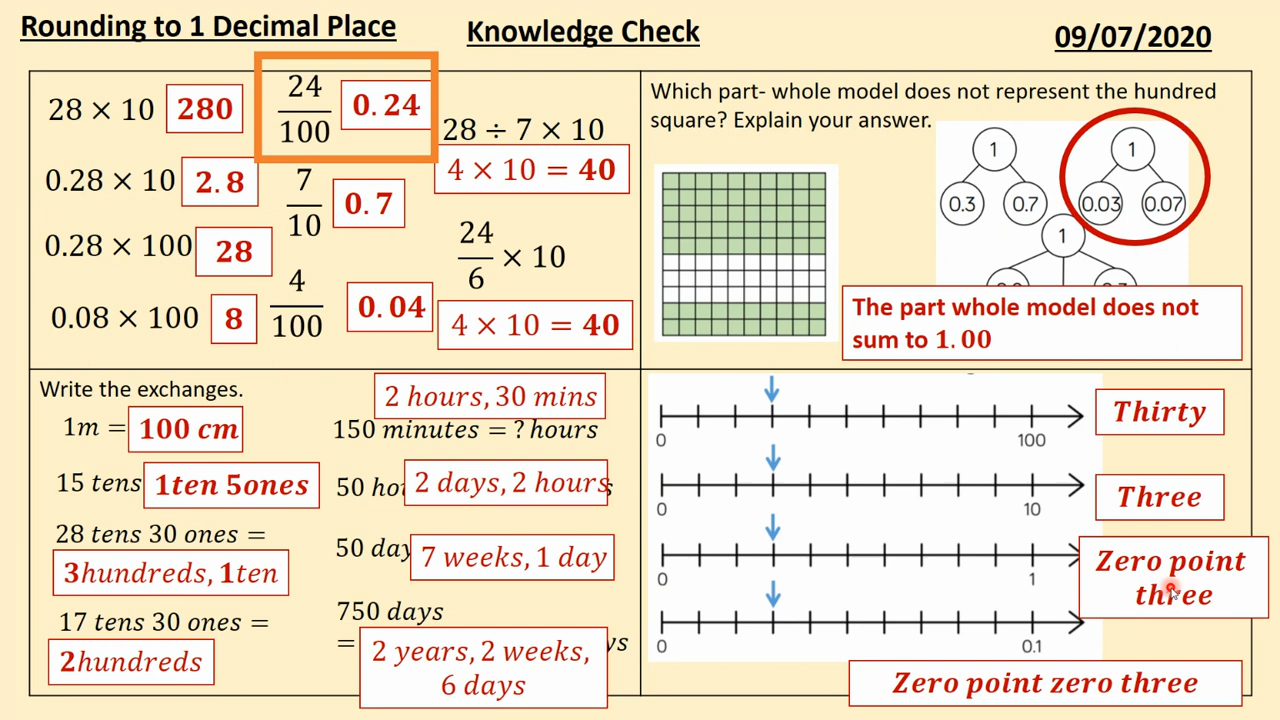 Rounding to 1 Decimal Place
Knowledge Check
09/07/2020
28 × 10 280
0.28 × 10 2.8
0.28 × 100 28
0.08 × 100 8
24/100 0.24
7/10 0.7
4/100 0.04
28 ÷ 7 × 10
4 × 10 = 40
24/6 × 10
4 × 10 = 40
Which part- whole model does not represent the hundred
square? Explain your answer.
1
0.3 0.7
1
0.03 0.07
1
The part whole model does not
sum to 1.00
Write the exchanges.
1m = 100 cm
15 tens 1ten 5ones
28 tens 30 ones =
3hundreds, 1ten
17 tens 30 ones =
2hundreds
2 hours, 30 mins
150 minutes = ? hours
50 2 days, 2 hours
50 7 weeks, 1 day
750 days
=
2 years, 2 weeks,
6 days
0 100 Thirty
0 10 Three
0 1 Zero point
three
0 0.1
Zero point zero three